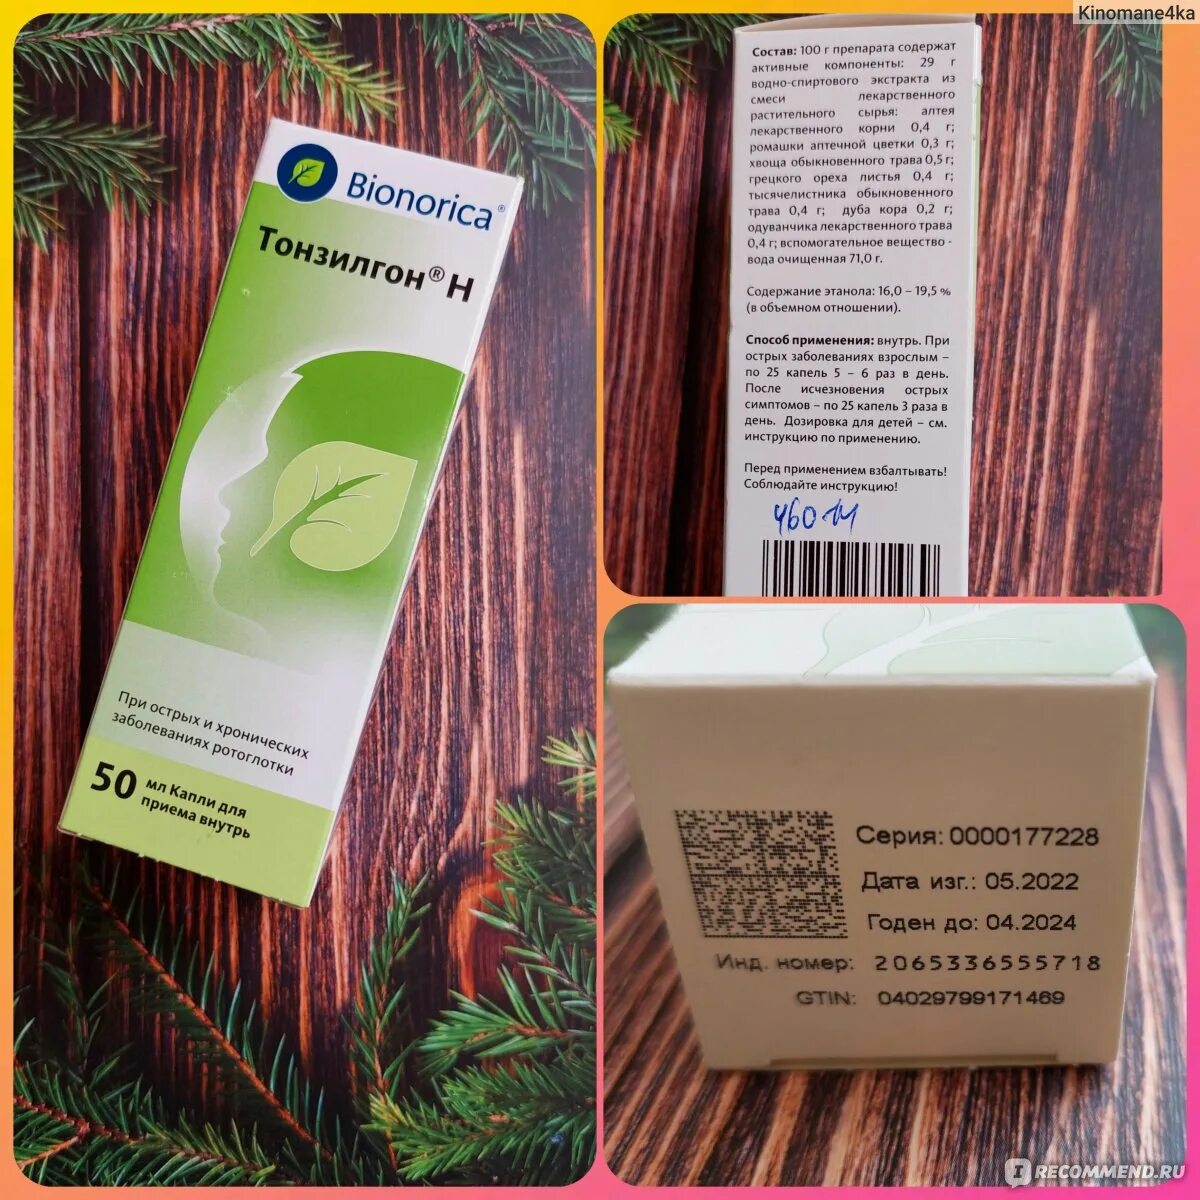 Kinomane4ka
Bionorica®
Тонзилгон® Н
При острых и хронических
заболеваниях ротоглотки
50 мл Капли для
приема внутрь
Состав: 100 г препарата содержат
активные компоненты: 29 г
водно-спиртового экстракта из
смеси лекарственного
растительного сырья: алтея
лекарственного корни 0,4 г;
ромашки аптечной цветки 0,3 г;
хвоща обыкновенного трава 0,5 г;
грецкого ореха листья 0,4 г;
тысячелистника обыкновенного
трава 0,4 г; дуба кора 0,2 г;
одуванчика лекарственного трава
0,4 г; вспомогательное вещество -
вода очищенная 71,0 г.
Содержание этанола: 16,0 – 19,5 %
(в объемном отношении).
Способ применения: внутрь. При
острых заболеваниях взрослым –
по 25 капель 5 – 6 раз в день.
После исчезновения острых
симптомов – по 25 капель 3 раза в
день. Дозировка для детей – см.
инструкцию по применению.
Перед применением взбалтывать!
Соблюдайте инструкцию!
Серия: 0000177228
Дата изг.: 05.2022
Годен до: 04.2024
Инд. номер: 2065336555718
GTIN: 04029799171469
IRECOMMEND.RU